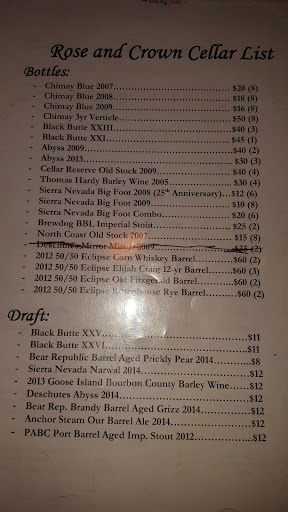 Rose and Crown Cellar List
Bottles:
- Chimay Blue 2007 $20 (8)
- Chimay Blue 2008 $18 (8)
- Chimay Blue 2009 $16 (8)
- Chimay 3yr Verticle $50 (8)
- Black Butte XXIII $40 (3)
- Black Butte XXI $45 (1)
- Abyss 2009 $40 (2)
- Abyss 2013 $30 (3)
- Cellar Reserve Old Stock 2009 $40 (4)
- Thomas Hardy Barley Wine 2005 $30 (4)
- Sierra Nevada Big Foot 2008 (25th Anniversary) $12 (6)
- Sierra Nevada Big Foot 2009 $10 (8)
- Sierra Nevada Big Foot Combo $20 (6)
- Brewdog BBL Imperial Stout $25 (2)
- North Coast Old Stock 2007 $15 (8)
- Deschutes Mirror Mirror 2009 $25 (2)
- 2012 50/50 Eclipse Corn Whiskey Barrel $60 (2)
- 2012 50/50 Eclipse Elijah Craig 12-yr Barrel $60 (3)
- 2012 50/50 Eclipse Old Fitzgerald Barrel $60 (2)
- 2012 50/50 Eclipse Rittenhouse Rye Barrel $60 (2)
Draft:
- Black Butte XXV $11
- Black Butte XXVI $11
- Bear Republic Barrel Aged Prickly Pear 2014 $8
- Sierra Nevada Narwal 2014 $12
- 2013 Goose Island Bourbon County Barley Wine $12
- Deschutes Abyss 2014 $12
- Bear Rep. Brandy Barrel Aged Grizz 2014 $12
- Anchor Steam Our Barrel Ale 2014 $12
- PABC Port Barrel Aged Imp. Stout 2012 $12